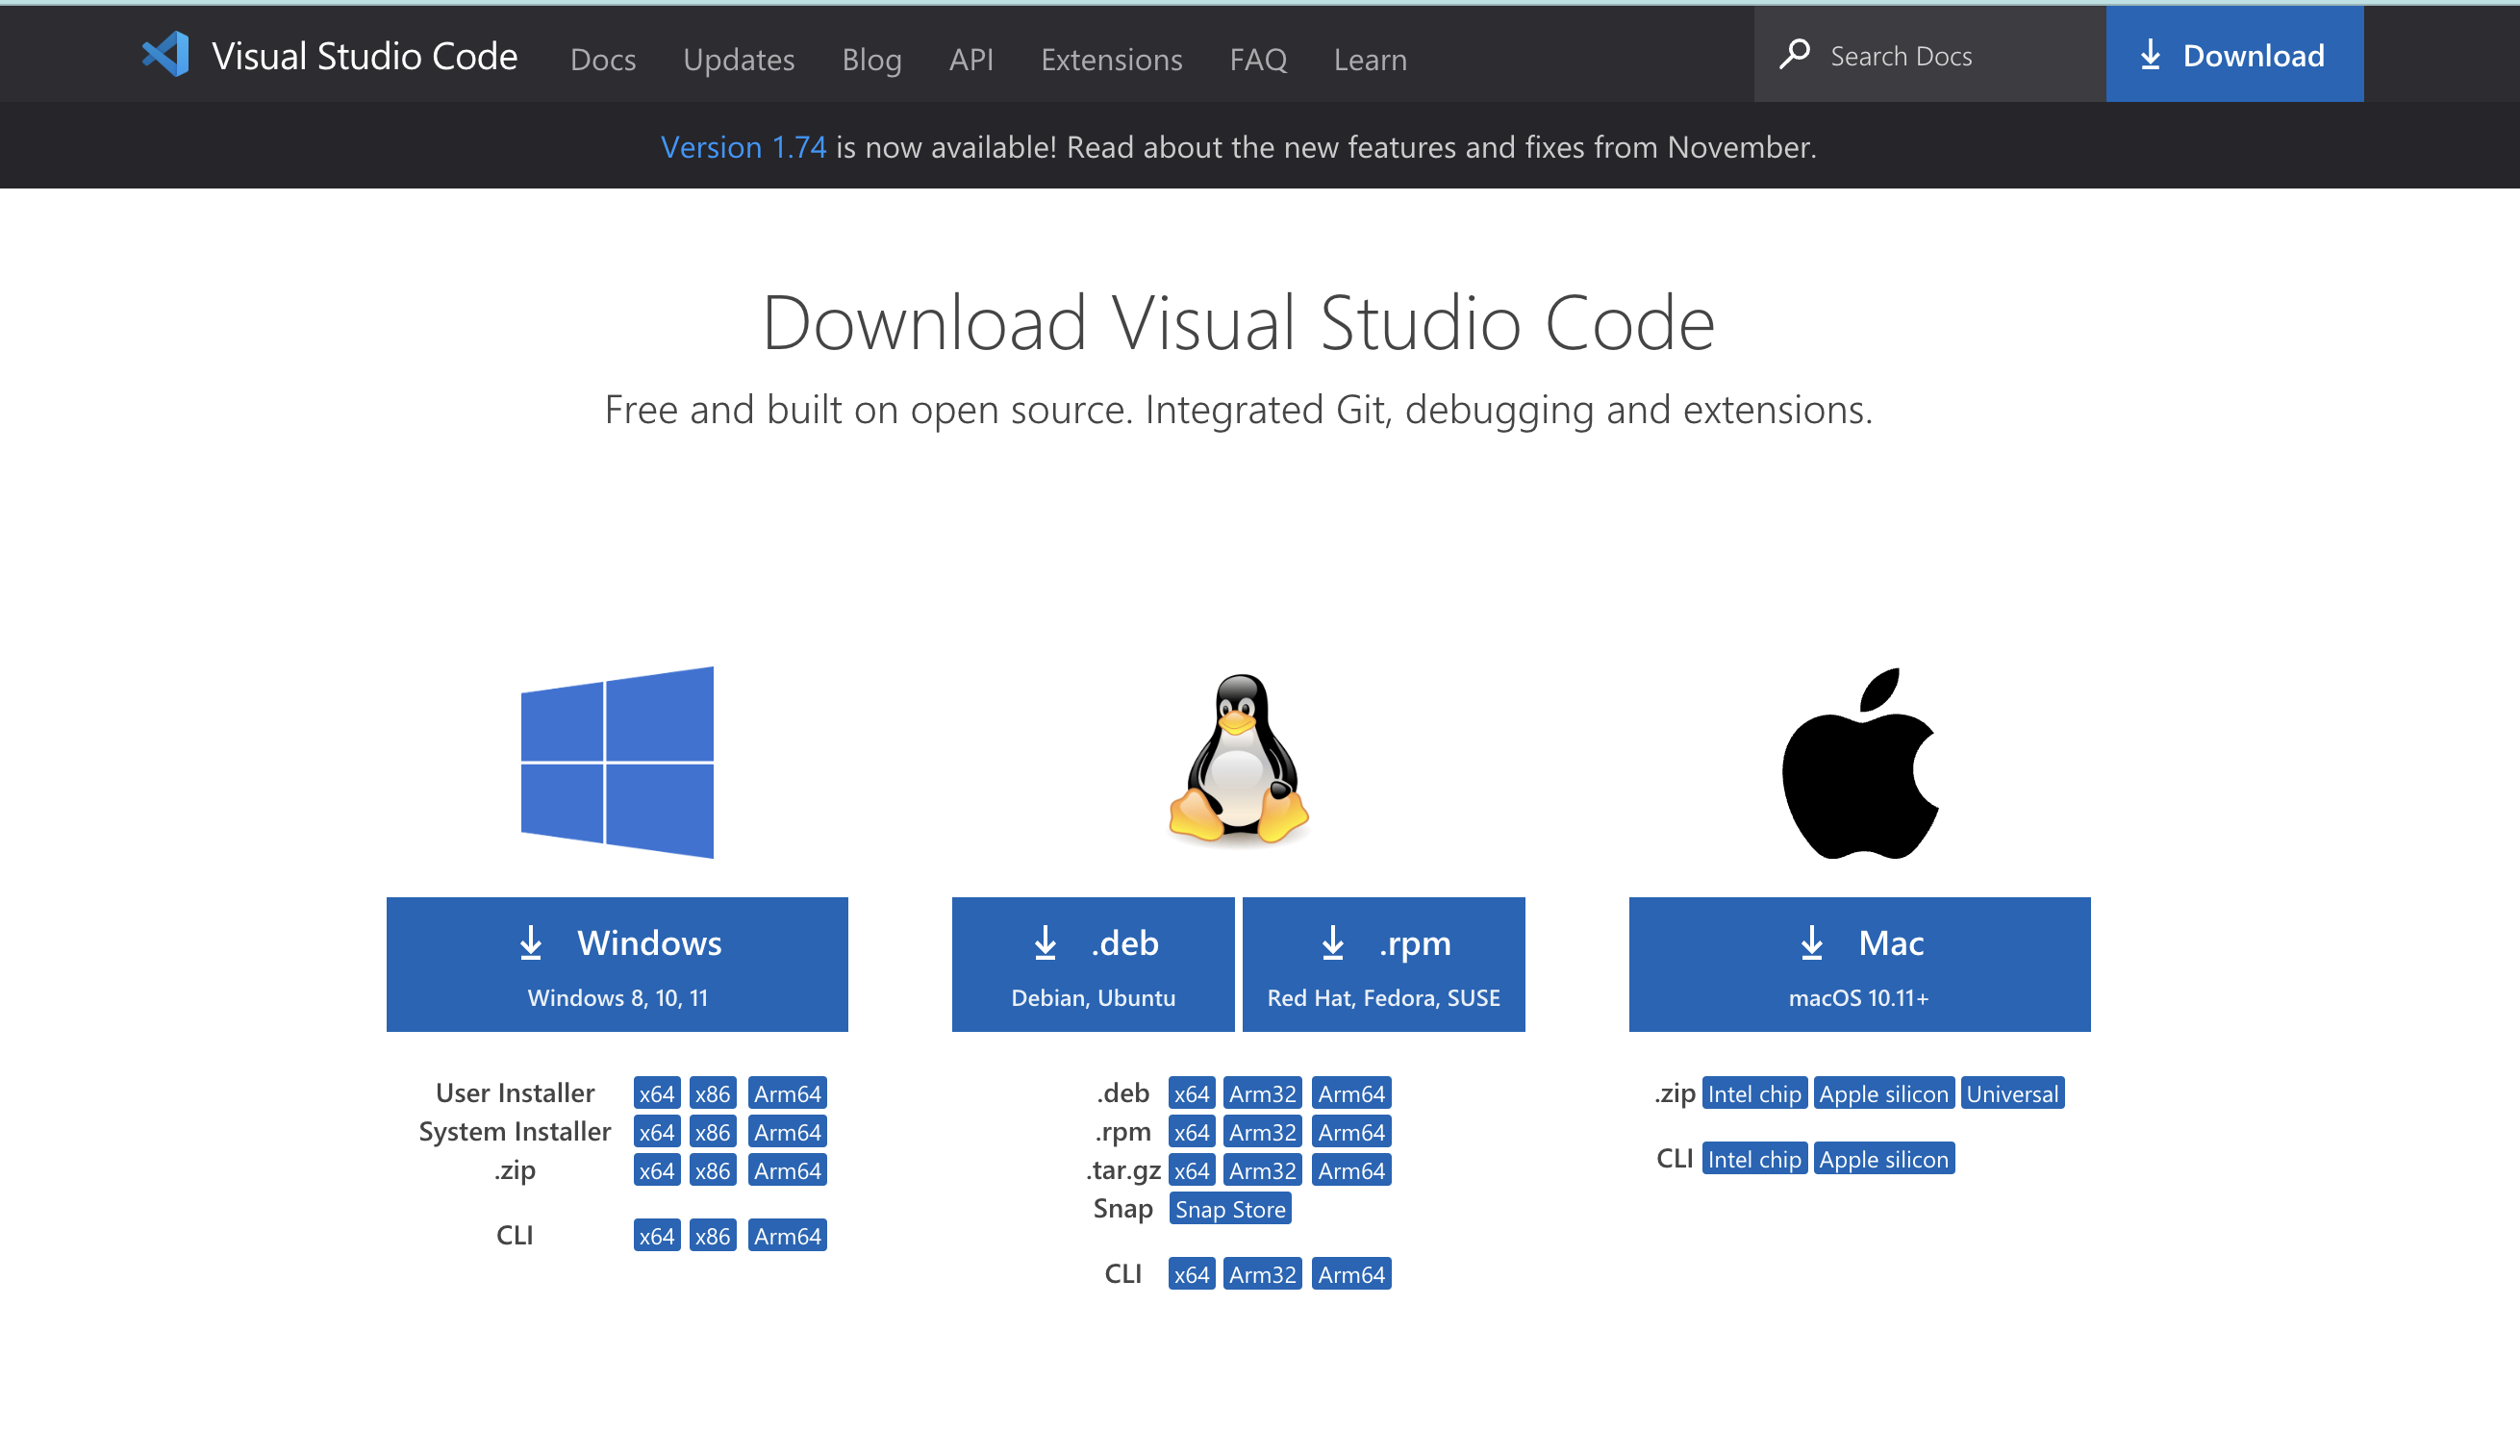 Visual Studio Code Docs Updates Blog API Extensions FAQ Learn Search Docs Download
Version 1.74 is now available! Read about the new features and fixes from November.
Download Visual Studio Code
Free and built on open source. Integrated Git, debugging and extensions.
Windows
Windows 8, 10, 11
User Installer x64 x86 Arm64
System Installer x64 x86 Arm64
.zip x64 x86 Arm64
CLI x64 x86 Arm64
.deb
Debian, Ubuntu
.rpm
Red Hat, Fedora, SUSE
.deb x64 Arm32 Arm64
.rpm x64 Arm32 Arm64
.tar.gz x64 Arm32 Arm64
Snap Snap Store
CLI x64 Arm32 Arm64
Mac
macOS 10.11+
.zip Intel chip Apple silicon Universal
CLI Intel chip Apple silicon